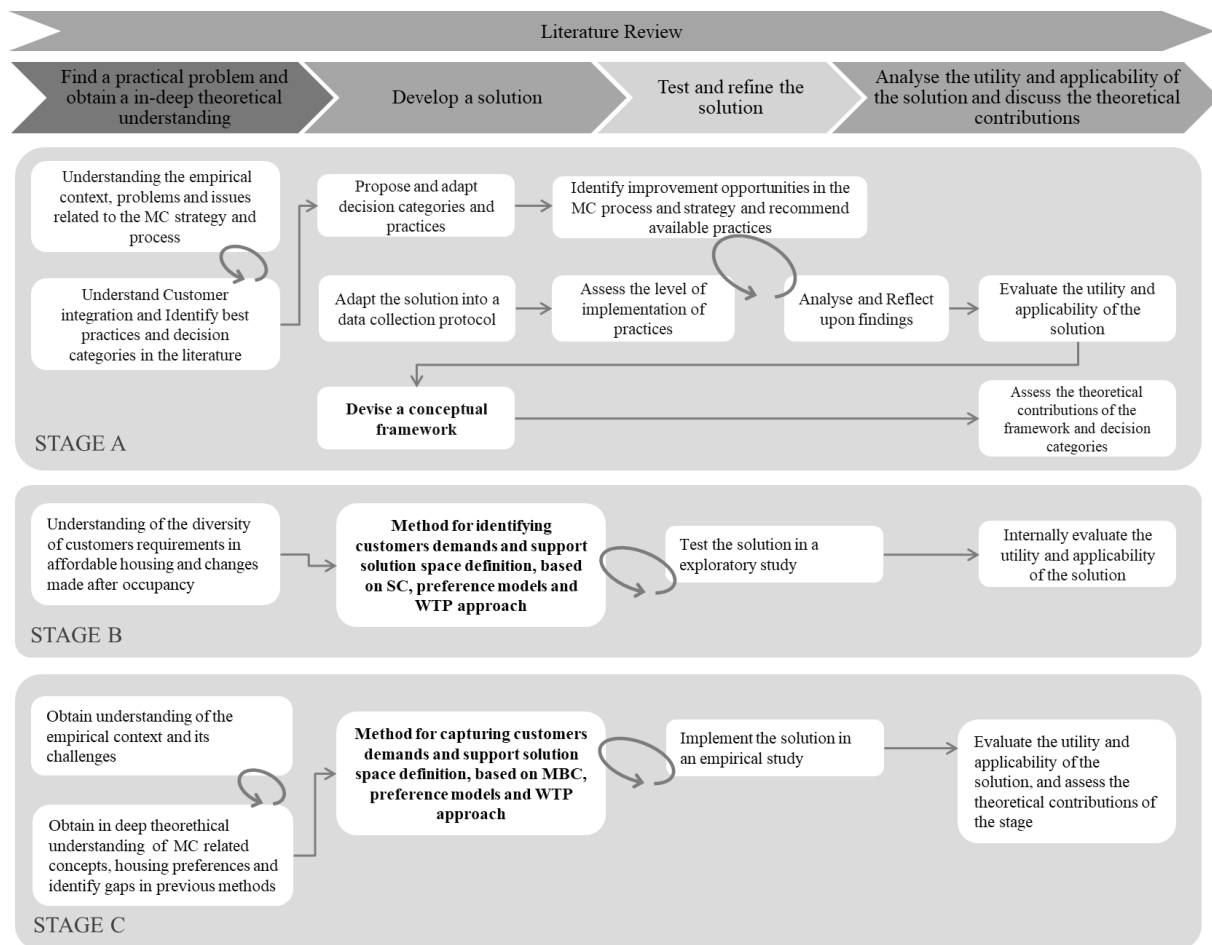 Literature Review
Find a practical problem and
obtain a in-deep theoretical
understanding
Develop a solution
Test and refine the
solution
Analyse the utility and applicability of
the solution and discuss the theoretical
contributions
Understanding the
empirical context,
problems and issues
related to the MC strategy and
process
Understand Customer
integration and Identify best
practices and decision
categories in the literature
Propose and adapt
decision categories and
practices
Identify improvement opportunities in the
MC process and strategy and recommend
available practices
Adapt the solution into a
data collection protocol
Assess the level of
implementation of
practices
Analyse and Reflect
upon findings
Evaluate the utility and
applicability of the
solution
Devise a conceptual
framework
Assess the theoretical
contributions of the
framework and decision
categories
STAGE A
Understanding of the diversity
of customers requirements in
affordable housing and changes
made after occupancy
Method for identifying
customers demands and support
solution space definition, based
on SC, preference models and
WTP approach
Test the solution in a
exploratory study
Internally evaluate the
utility and applicability
of the solution
STAGE B
Obtain understanding of the
empirical context and its
challenges
Obtain in deep theorethical
understanding of MC related
concepts, housing preferences and
identify gaps in previous methods
Method for capturing customers
demands and support solution
space definition, based on MBC,
preference models and WTP
approach
Implement the solution in
an empirical study
Evaluate the utility and
applicability of the
solution, and assess the
theoretical contributions of
the stage
STAGE C